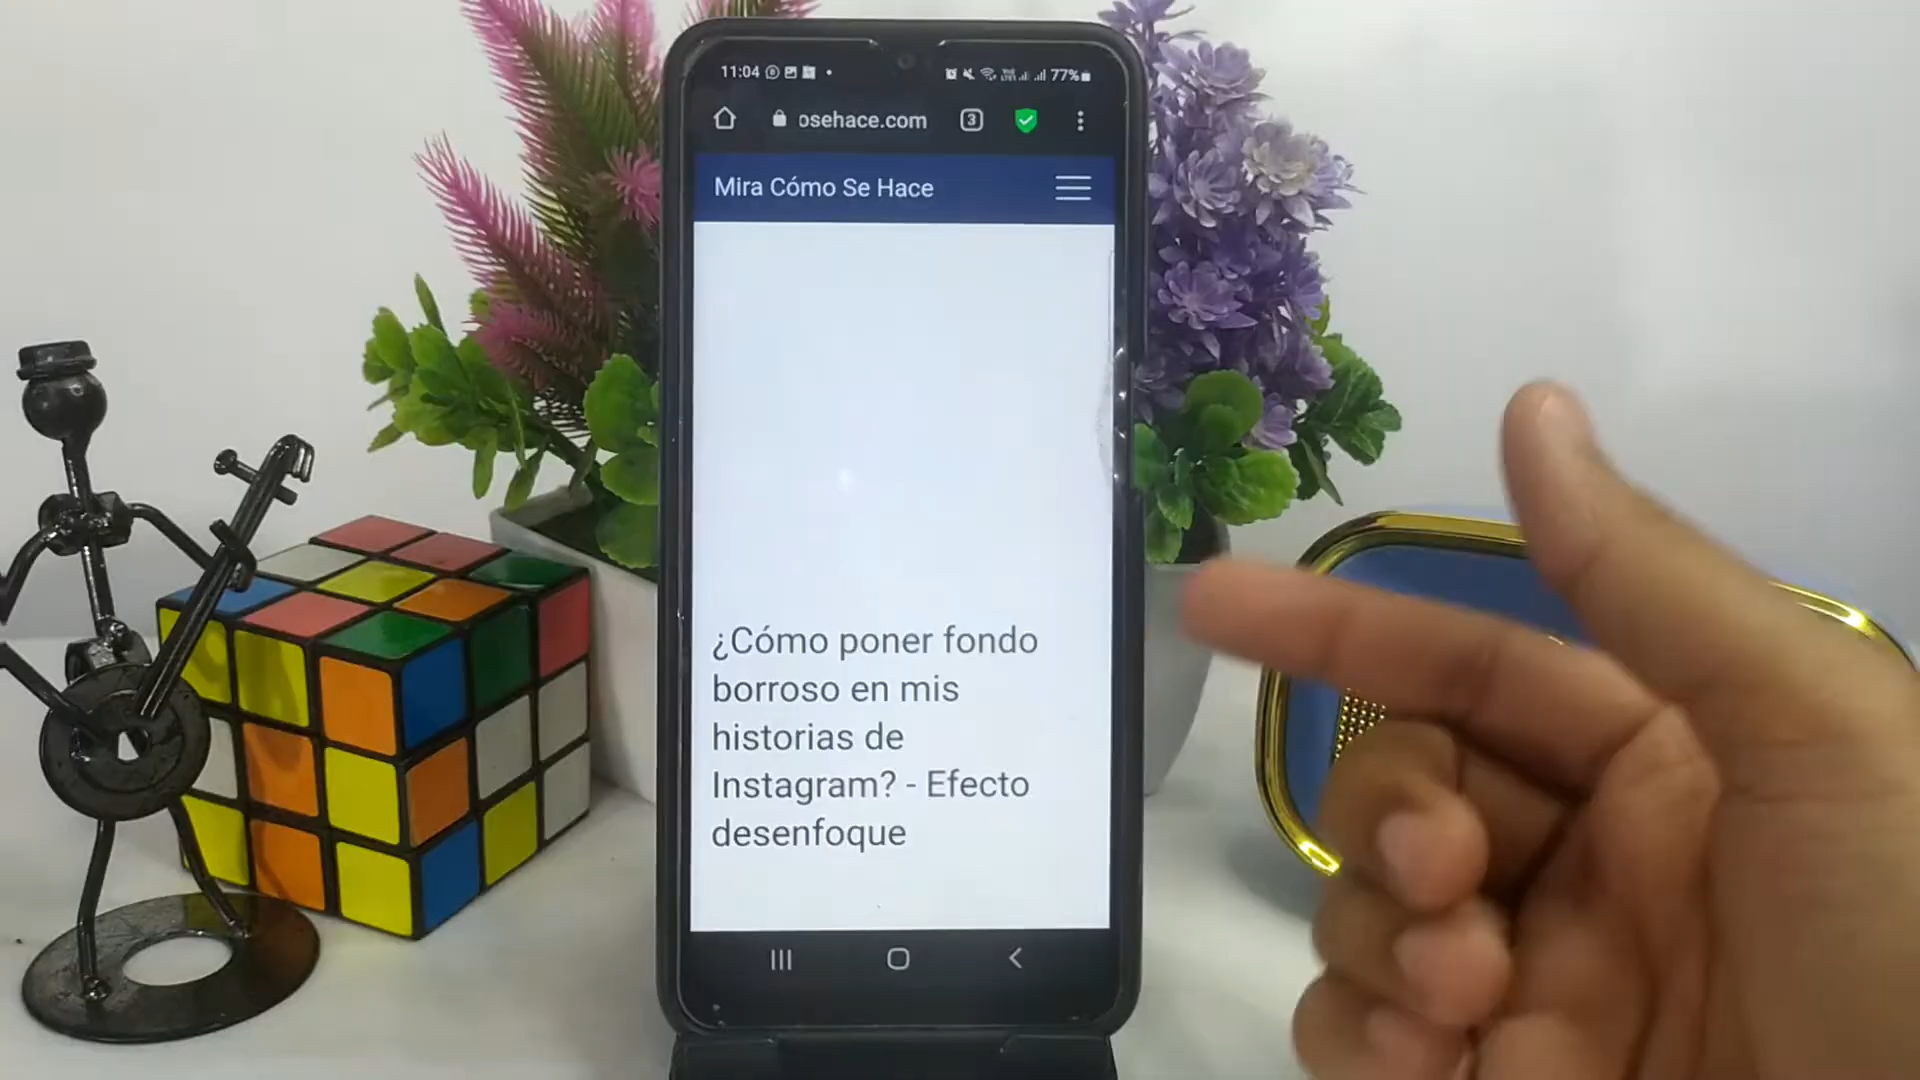 11:04
77%
osehace.com
3
Mira Cómo Se Hace
¿Cómo poner fondo
borroso en mis
historias de
Instagram? - Efecto
desenfoque